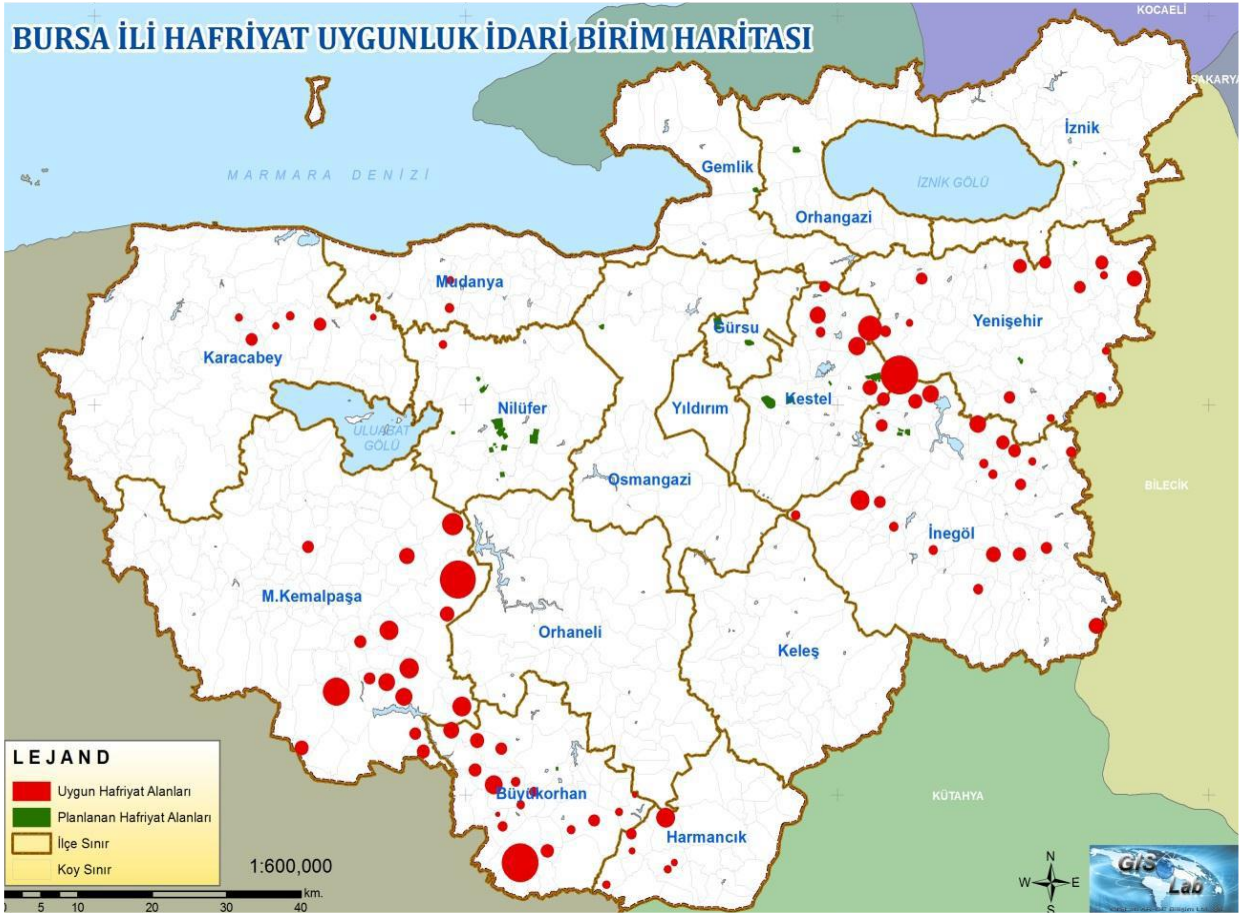 BURSA İLİ HAFRİYAT UYGUNLUK İDARİ BİRİM HARİTASI
KOCAELİ
SAKARYA
İznik
Gemlik
MARMARA DENİZİ
İZNİK GÖLÜ
Orhangazi
Mudanya
Yenişehir
Gürsu
Karacabey
Kestel
Nilüfer
Yıldırım
ULUABAT
GÖLÜ
Osmangazi
BİLECİK
İnegöl
M.Kemalpaşa
Orhaneli
Keleş
LEJAND
Uygun Hafriyat Alanları
Planlanan Hafriyat Alanları
İlçe Sınır
Koy Sınır
Büyükorhan
KÜTAHYA
Harmancık
1:600,000
km.
0 5 10 20 30 40
N
W E
S
GIS
Lab